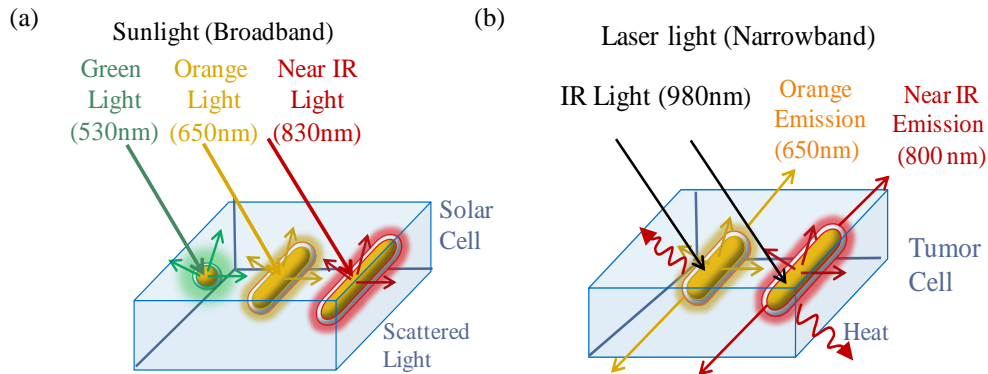 (a)
Sunlight (Broadband)
Green
Light
(530nm)
Orange
Light
(650nm)
Near IR
Light
(830nm)
Solar
Cell
Scattered
Light
(b)
Laser light (Narrowband)
IR Light (980nm)
Orange
Emission
(650nm)
Near IR
Emission
(800 nm)
Tumor
Cell
Heat